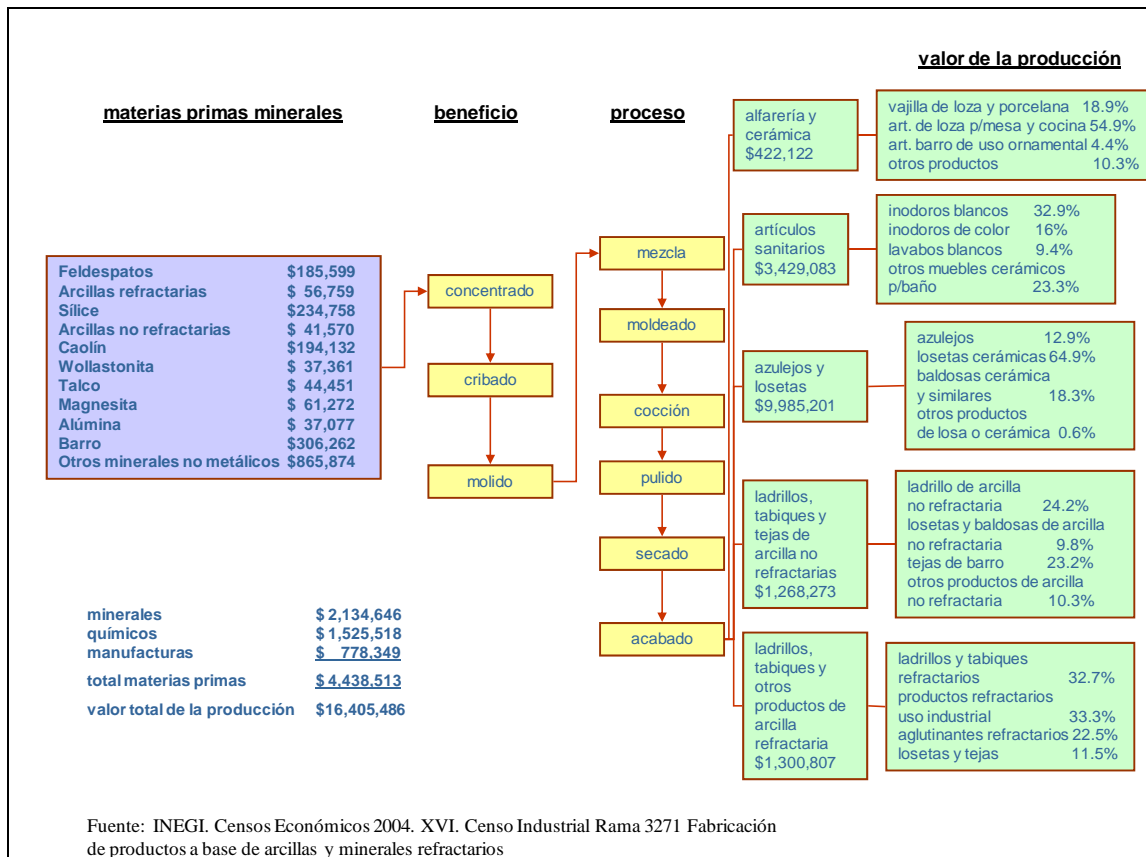 valor de la producción
materias primas minerales
beneficio
proceso
Feldespatos $185,599
Arcillas refractarias $ 56,759
Sílice $234,758
Arcillas no refractarias $ 41,570
Caolín $194,132
Wollastonita $ 37,361
Talco $ 44,451
Magnesita $ 61,272
Alúmina $ 37,077
Barro $306,262
Otros minerales no metálicos $865,874
concentrado
cribado
molido
mezcla
moldeado
cocción
pulido
secado
acabado
alfarería y
cerámica
$422,122
vajilla de loza y porcelana 18.9%
art. de loza p/mesa y cocina 54.9%
art. barro de uso ornamental 4.4%
otros productos 10.3%
artículos
sanitarios
$3,429,083
inodoros blancos 32.9%
inodoros de color 16%
lavabos blancos 9.4%
otros muebles cerámicos
p/baño 23.3%
azulejos y
losetas
$9,985,201
azulejos 12.9%
losetas cerámicas 64.9%
baldosas cerámica
y similares 18.3%
otros productos
de losa o cerámica 0.6%
ladrillos,
tabiques y
tejas de
arcilla no
refractarias
$1,268,273
ladrillo de arcilla
no refractaria 24.2%
losetas y baldosas de arcilla
no refractaria 9.8%
tejas de barro 23.2%
otros productos de arcilla
no refractaria 10.3%
ladrillos,
tabiques y
otros
productos de
arcilla
refractaria
$1,300,807
ladrillos y tabiques
refractarios 32.7%
productos refractarios
uso industrial 33.3%
aglutinantes refractarios 22.5%
losetas y tejas 11.5%
minerales $ 2,134,646
químicos $ 1,525,518
manufacturas $ 778,349
total materias primas $ 4,438,513
valor total de la producción $16,405,486
Fuente: INEGI. Censos Económicos 2004. XVI. Censo Industrial Rama 3271 Fabricación
de productos a base de arcillas y minerales refractarios